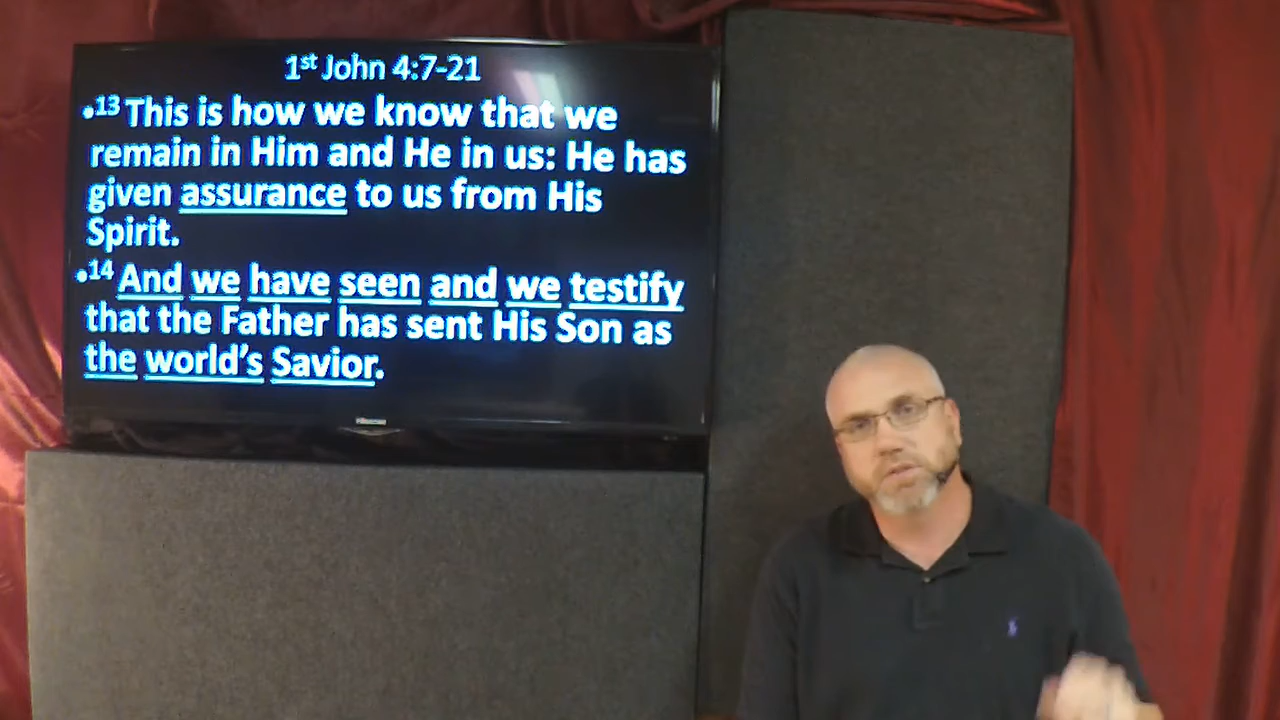 1st John 4:7-21
•13 This is how we know that we
remain in Him and He in us: He has
given assurance to us from His
Spirit.
•14 And we have seen and we testify
that the Father has sent His Son as
the world's Savior.
Hisense